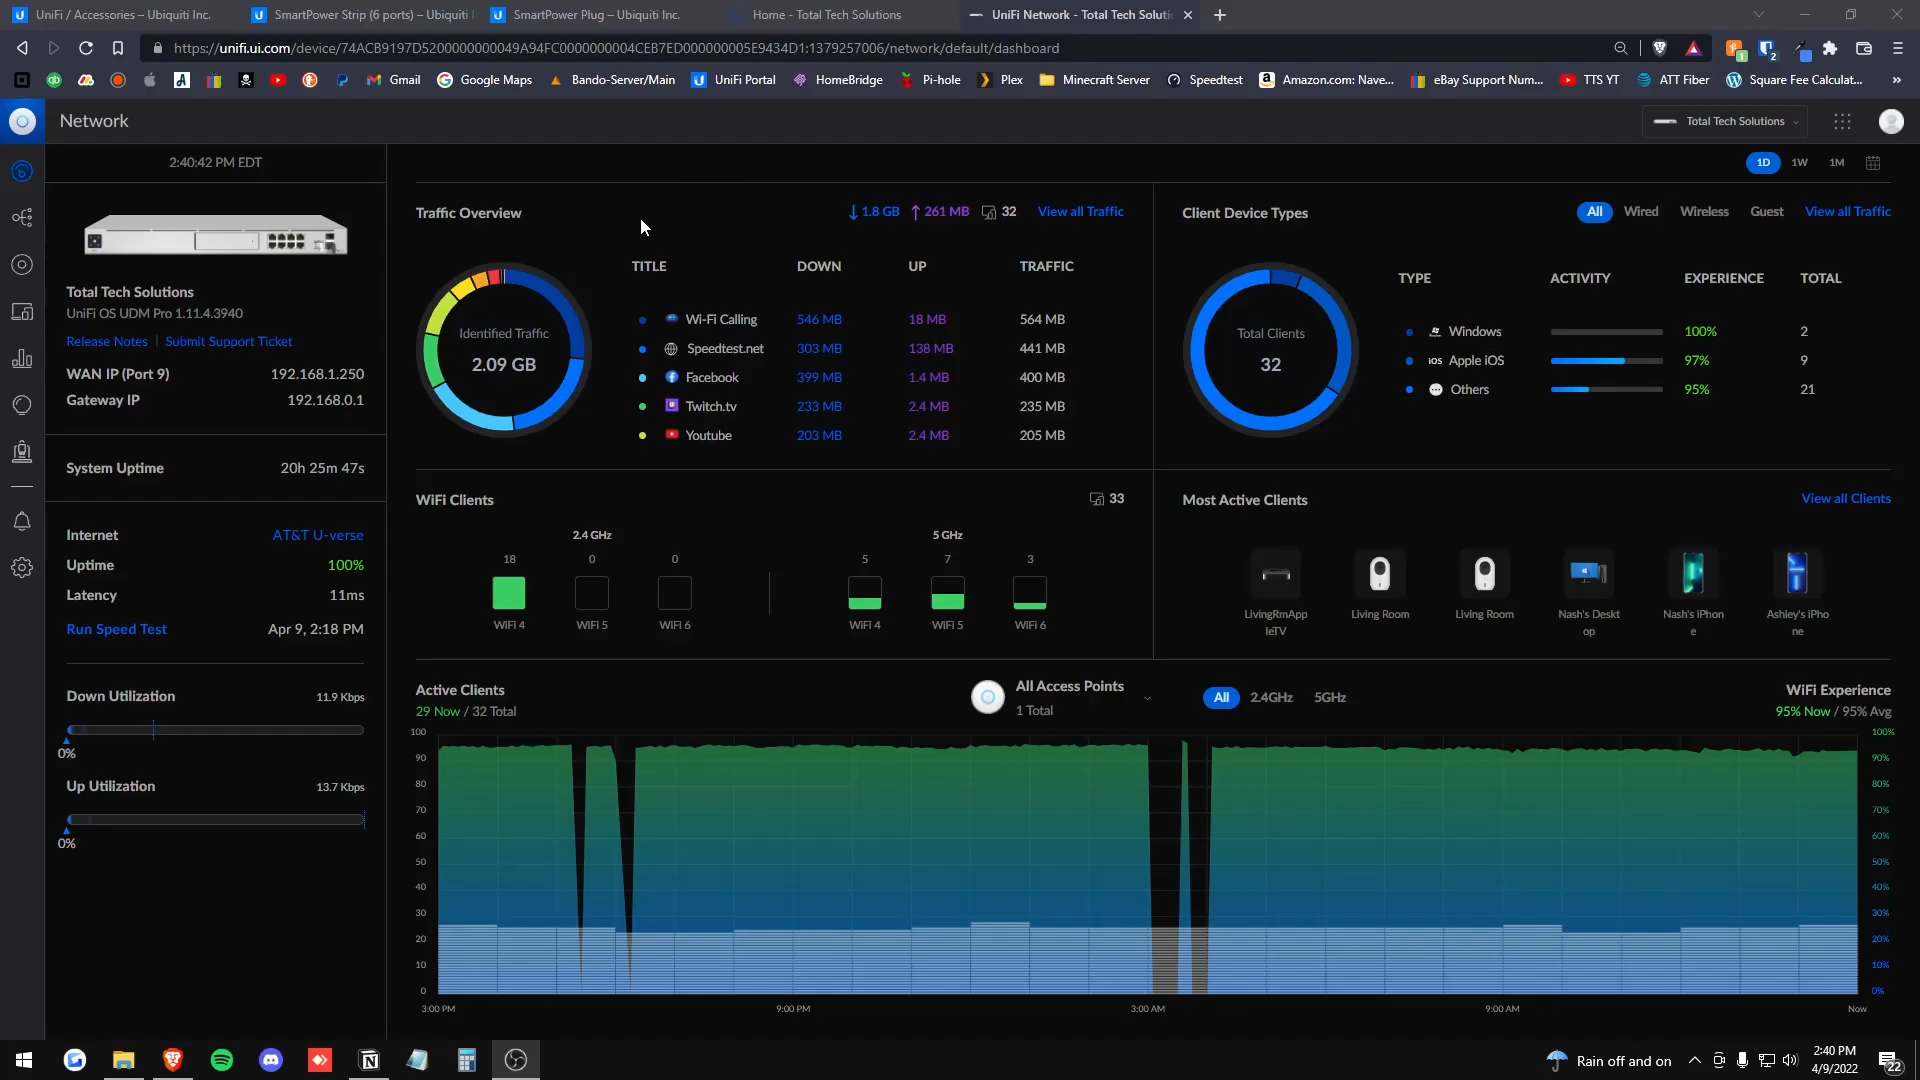 UniFi / Accessories – Ubiquiti Inc.
SmartPower Strip (6 ports) – Ubiquiti I
SmartPower Plug – Ubiquiti Inc.
Home - Total Tech Solutions
UniFi Network - Total Tech Soluti
https://unifi.ui.com/device/74ACB9197D5200000000049A94FC0000000004CEB7ED000000005E9434D1:1379257006/network/default/dashboard
Gmail
Google Maps
Bando-Server/Main
UniFi Portal
HomeBridge
Pi-hole
Plex
Minecraft Server
Speedtest
Amazon.com: Nave...
eBay Support Num...
TTS YT
ATT Fiber
Square Fee Calculat...
Network
Total Tech Solutions
2:40:42 PM EDT
1D
1W
1M
Total Tech Solutions
UniFi OS UDM Pro 1.11.4.3940
Release Notes | Submit Support Ticket
WAN IP (Port 9) 192.168.1.250
Gateway IP 192.168.0.1
System Uptime 20h 25m 47s
Internet AT&T U-verse
Uptime 100%
Latency 11ms
Run Speed Test Apr 9, 2:18 PM
Down Utilization 11.9 Kbps
0%
Up Utilization 13.7 Kbps
0%
Traffic Overview
1.8 GB 261 MB 32 View all Traffic
Identified Traffic
2.09 GB
TITLE DOWN UP TRAFFIC
Wi-Fi Calling 546 MB 18 MB 564 MB
Speedtest.net 303 MB 138 MB 441 MB
Facebook 399 MB 1.4 MB 400 MB
Twitch.tv 233 MB 2.4 MB 235 MB
Youtube 203 MB 2.4 MB 205 MB
Client Device Types
All Wired Wireless Guest View all Traffic
Total Clients
32
TYPE ACTIVITY EXPERIENCE TOTAL
Windows 100% 2
iOS Apple iOS 97% 9
Others 95% 21
WiFi Clients 33
2.4 GHz 5 GHz
18 0 0 5 7 3
WiFi 4 WiFi 5 WiFi 6 WiFi 4 WiFi 5 WiFi 6
Most Active Clients View all Clients
LivingRmApp
leTV
Living Room
Living Room
Nash's Deskt
op
Nash's iPhon
e
Ashley's iPho
ne
Active Clients
29 Now / 32 Total
All Access Points
1 Total
All 2.4GHz 5GHz
WiFi Experience
95% Now / 95% Avg
100 100%
90 90%
80 80%
70 70%
60 60%
50 50%
40 40%
30 30%
20 20%
10 10%
0 0%
3:00 PM 9:00 PM 3:00 AM 9:00 AM Now
Rain off and on
2:40 PM
4/9/2022
22